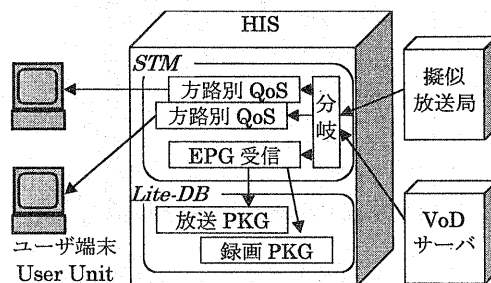 HIS
STM
方路別 QoS
方路別 QoS
分岐
EPG 受信
Lite-DB
放送 PKG
録画 PKG
擬似
放送局
VoD
サーバ
ユーザ端末
User Unit